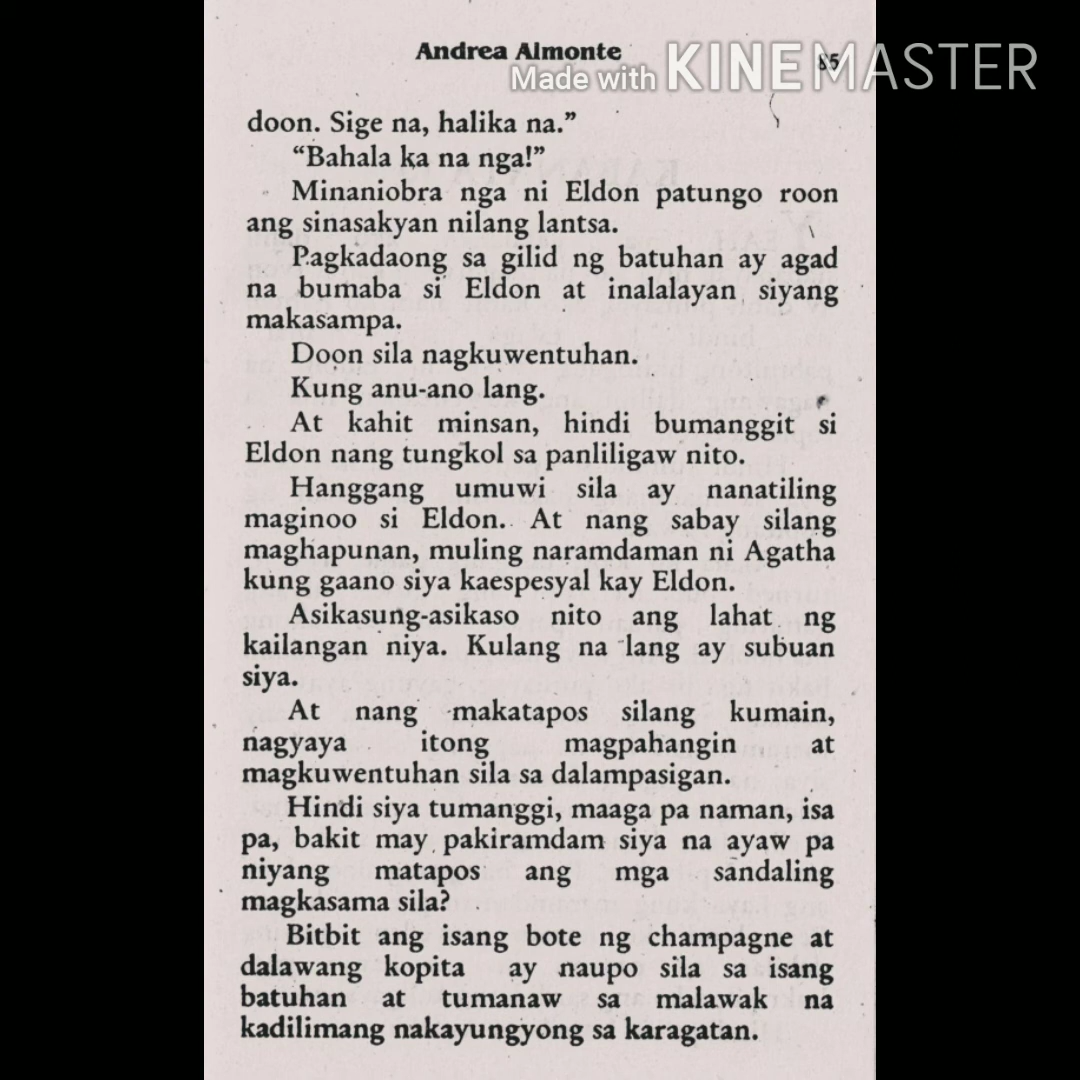 Andrea Almonte 85
Made with KINEMASTER
doon. Sige na, halika na.”
“Bahala ka na nga!”
Minaniobra nga ni Eldon patungo roon
ang sinasakyan nilang lantsa.
Pagkadaong sa gilid ng batuhan ay agad
na bumaba si Eldon at inalalayan siyang
makasampa.
Doon sila nagkuwentuhan.
Kung anu-ano lang.
At kahit minsan, hindi bumanggit si
Eldon nang tungkol sa panliligaw nito.
Hanggang umuwi sila ay nanatiling
maginoo si Eldon. At nang sabay silang
maghapunan, muling naramdaman ni Agatha
kung gaano siya kaespesyal kay Eldon.
Asikasung-asikaso nito ang lahat ng
kailangan niya. Kulang na lang ay subuan
siya.
At nang makatapos silang kumain,
nagyaya itong magpahangin at
magkuwentuhan sila sa dalampasigan.
Hindi siya tumanggi, maaga pa naman, isa
pa, bakit may pakiramdam siya na ayaw pa
niyang matapos ang mga sandaling
magkasama sila?
Bitbit ang isang bote ng champagne at
dalawang kopita ay naupo sila sa isang
batuhan at tumanaw sa malawak na
kadilimang nakayungyong sa karagatan.